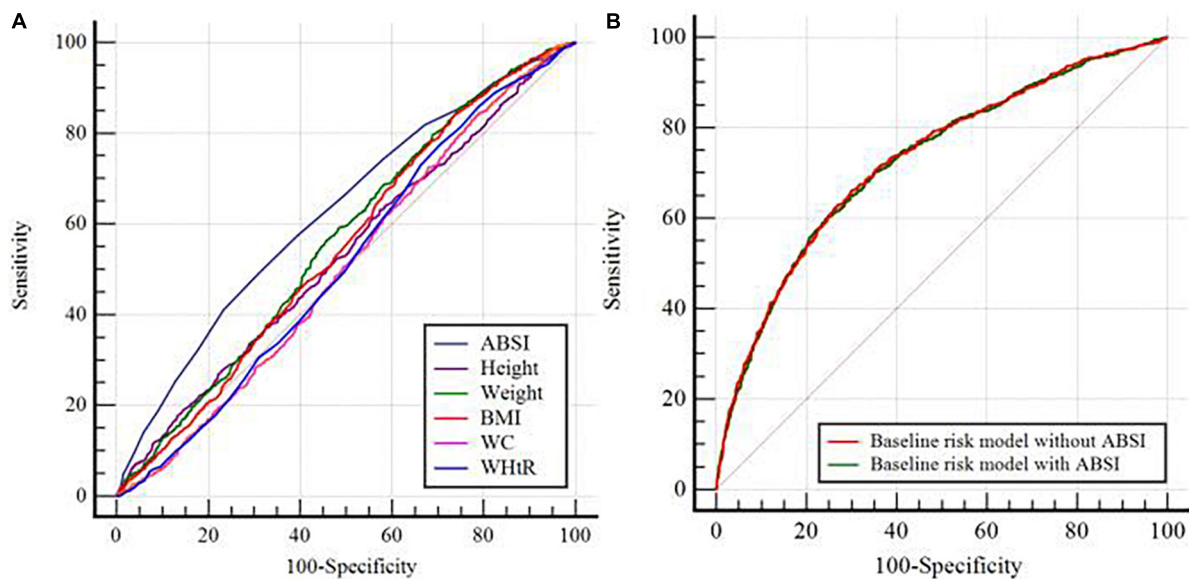 A
100
80
60
40
20
0
Sensitivity
0 20 40 60 80 100
100-Specificity
ABSI
Height
Weight
BMI
WC
WHtR
B
100
80
60
40
20
0
Sensitivity
0 20 40 60 80 100
100-Specificity
Baseline risk model without ABSI
Baseline risk model with ABSI